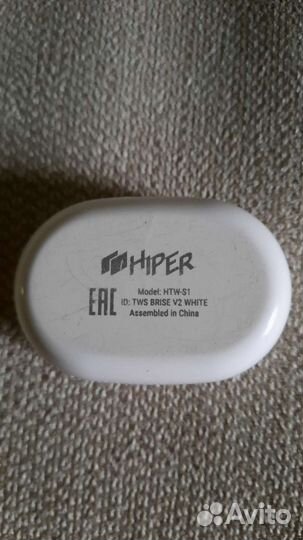 HIPER
Model: HTW-S1
EAC
ID: TWS BRISE V2 WHITE
Assembled in China
Avito